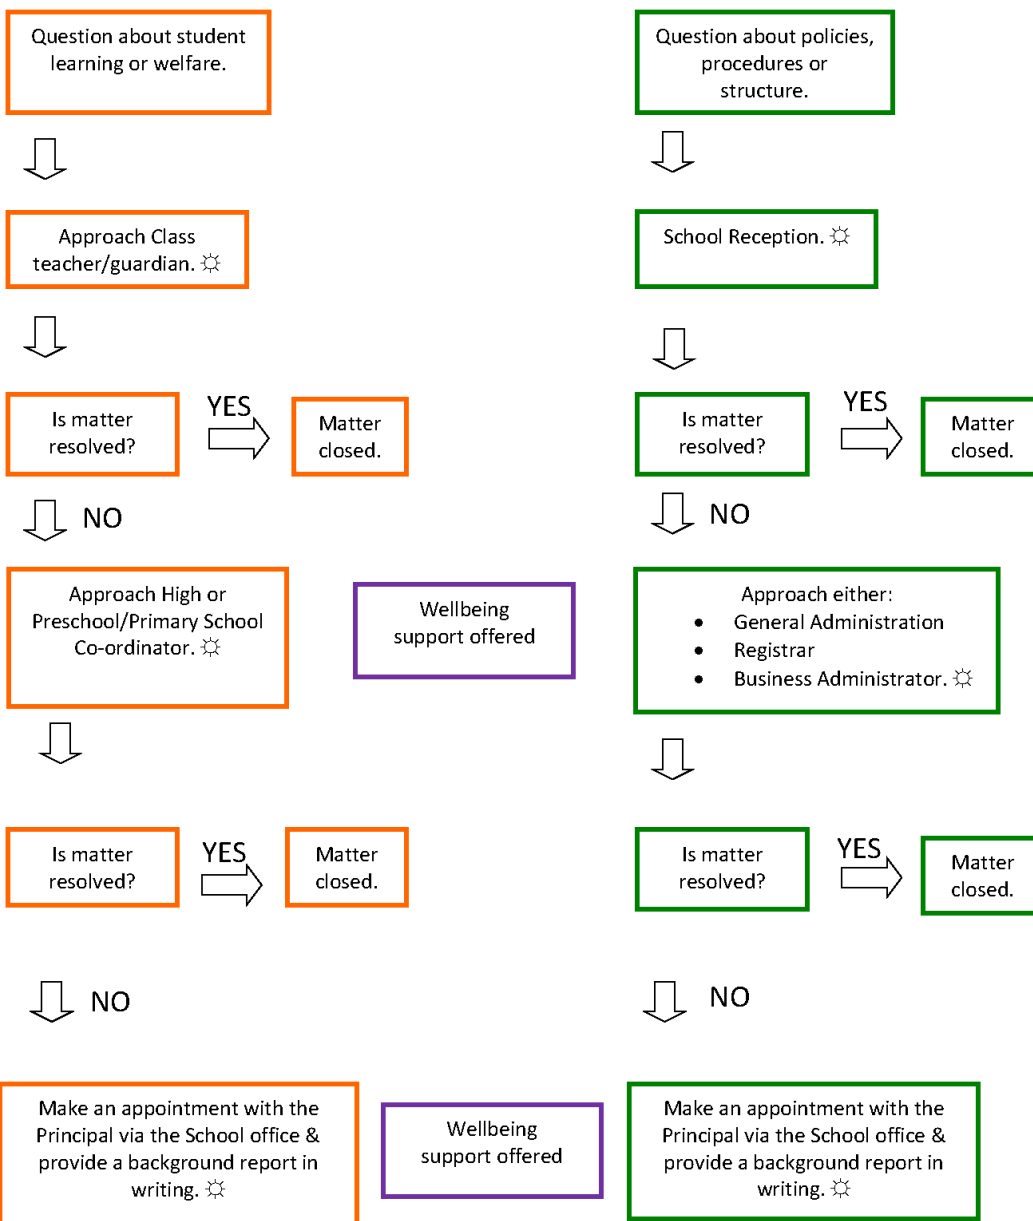 Question about student
learning or welfare.
Question about policies,
procedures or
structure.
Approach Class
teacher/guardian. ☼
School Reception. ☼
Is matter
resolved?
YES
Matter
closed.
Is matter
resolved?
YES
Matter
closed.
NO
NO
Approach High or
Preschool/Primary School
Co-ordinator. ☼
Wellbeing
support offered
Approach either:
• General Administration
• Registrar
• Business Administrator. ☼
Is matter
resolved?
YES
Matter
closed.
Is matter
resolved?
YES
Matter
closed.
NO
NO
Make an appointment with the
Principal via the School office &
provide a background report in
writing. ☼
Wellbeing
support offered
Make an appointment with the
Principal via the School office &
provide a background report in
writing. ☼